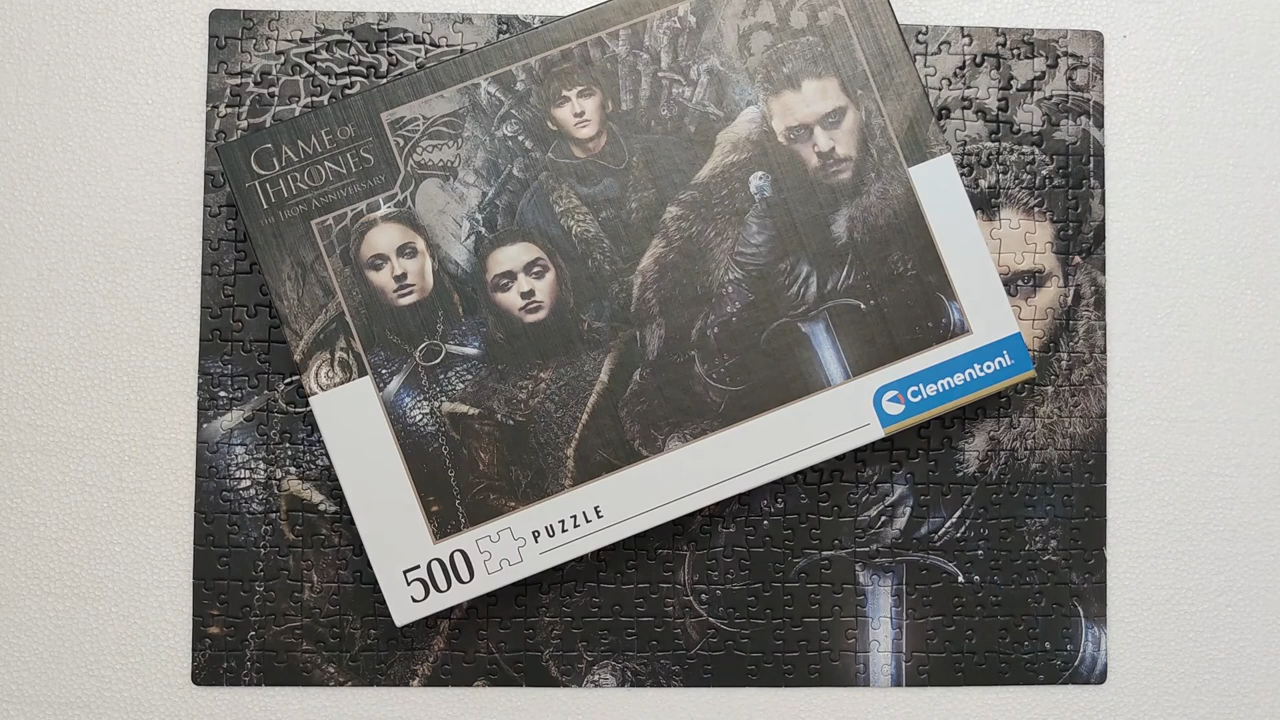 GAME OF
THRONES
THE IRON ANNIVERSARY
Clementoni
500 PUZZLE